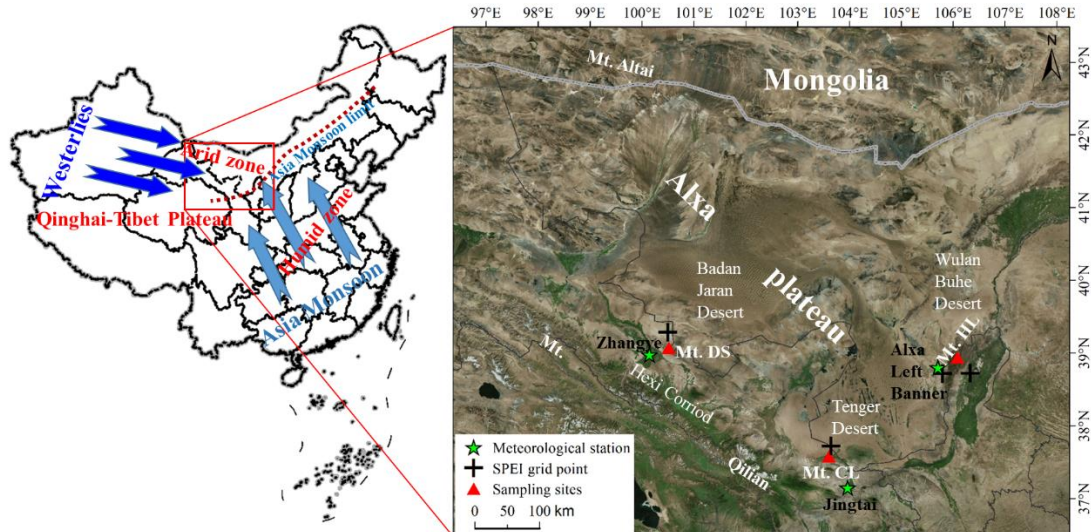 Westerlies
Arid zone
Asia Monsoon limit
Qinghai-Tibet Plateau
Humid zone
Asia Monsoon
97°E 98°E 99°E 100°E 101°E 102°E 103°E 104°E 105°E 106°E 107°E 108°E
N
43°N
42°N
41°N
40°N
39°N
38°N
37°N
Mt. Altai
Mongolia
Alxa
plateau
Badan
Jaran
Desert
Wulan
Buhe
Desert
Zhangye
Mt. DS
Mt. HL
Alxa
Left
Banner
Mt.
Qilian
Hexi Corriod
Tenger
Desert
Mt. CL
Jingtai
Meteorological station
SPEI grid point
Sampling sites
0 50 100 km